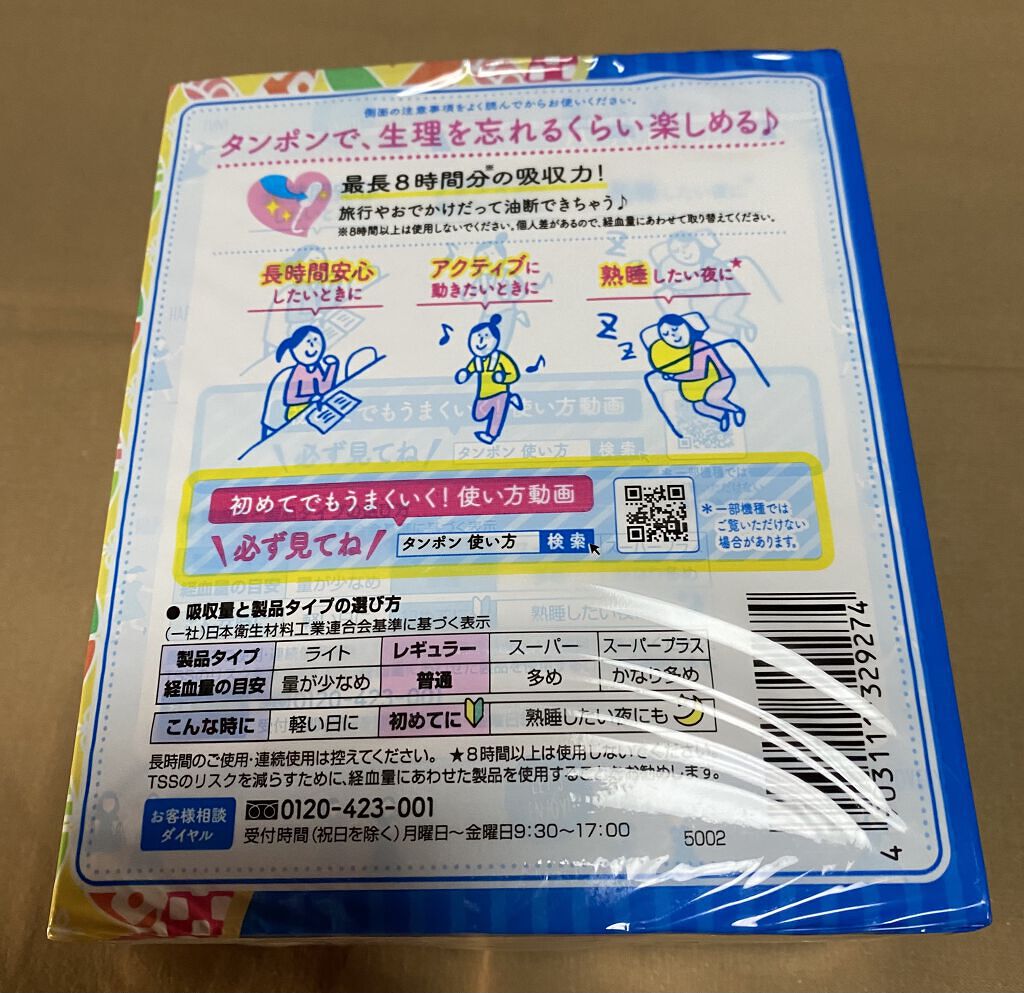 側面の注意事項をよく読んでからお使いください。
タンポンで、生理を忘れるくらい楽しめる♪
最長8時間分※の吸収力!
旅行やおでかけだって油断できちゃう♪
※8時間以上は使用しないでください。個人差があるので、経血量にあわせて取り替えてください。
長時間安心
したいときに
アクティブに
動きたいときに
熟睡したい夜に★
Z
Z
初めてでもうまくいく!使い方動画
\必ず見てね/
タンポン 使い方 検索
*一部機種では
ご覧いただけない
場合があります。
● 吸収量と製品タイプの選び方
(一社)日本衛生材料工業連合会基準に基づく表示
製品タイプ ライト レギュラー スーパー スーパープラス
経血量の目安 量が少なめ 普通 多め かなり多め
こんな時に 軽い日に 初めてに 熟睡したい夜にも
長時間のご使用・連続使用は控えてください。 ★8時間以上は使用しないでください。
TSSのリスクを減らすために、経血量にあわせた製品を使用することをお勧めします。
お客様相談
ダイヤル
0120-423-001
受付時間(祝日を除く)月曜日〜金曜日9:30〜17:00
5002